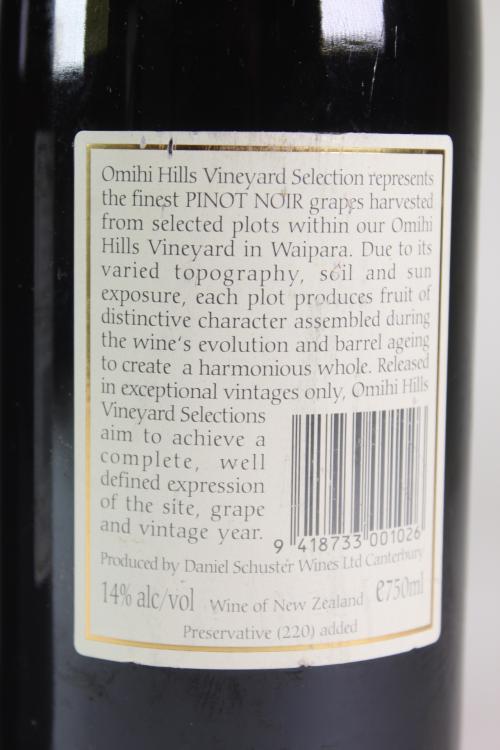 Omihi Hills Vineyard Selection represents
the finest PINOT NOIR grapes harvested
from selected plots within our Omihi
Hills Vineyard in Waipara. Due to its
varied topography, soil and sun
exposure, each plot produces fruit of
distinctive character assembled during
the wine's evolution and barrel ageing
to create a harmonious whole. Released
in exceptional vintages only, Omihi Hills
Vineyard Selections
aim to achieve a
complete, well
defined expression
of the site, grape
and vintage year.
9 418733 001026
Produced by Daniel Schuster Wines Ltd Canterbury
14% alc/vol Wine of New Zealand e750ml
Preservative (220) added